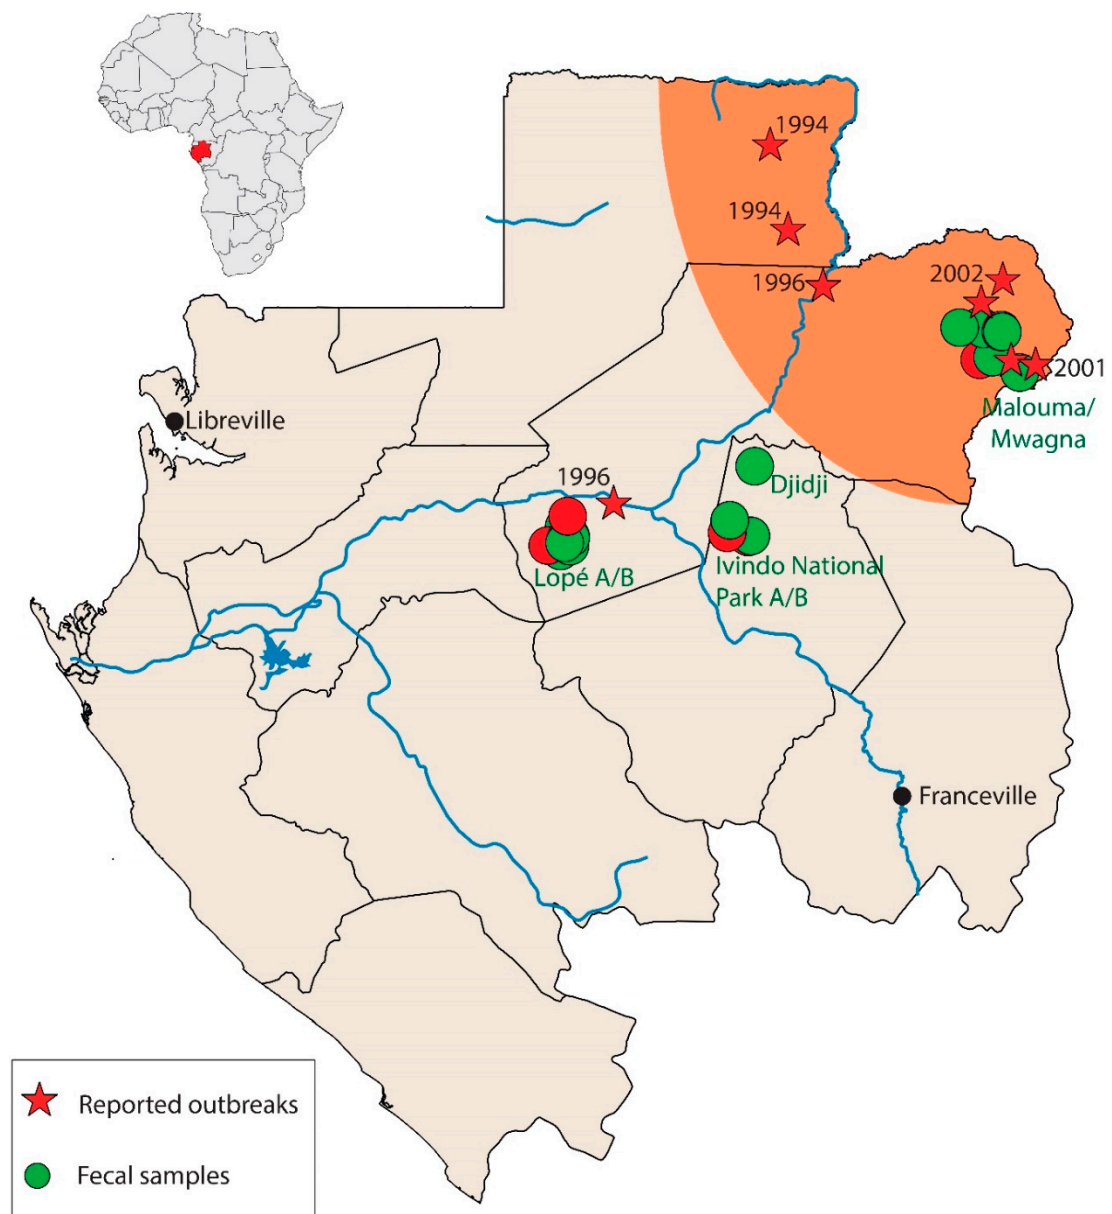 1994
1994
1996
2002
2001
Malouma/
Mwagna
Libreville
1996
Djidji
Lopé A/B
Ivindo National
Park A/B
Franceville
Reported outbreaks
Fecal samples